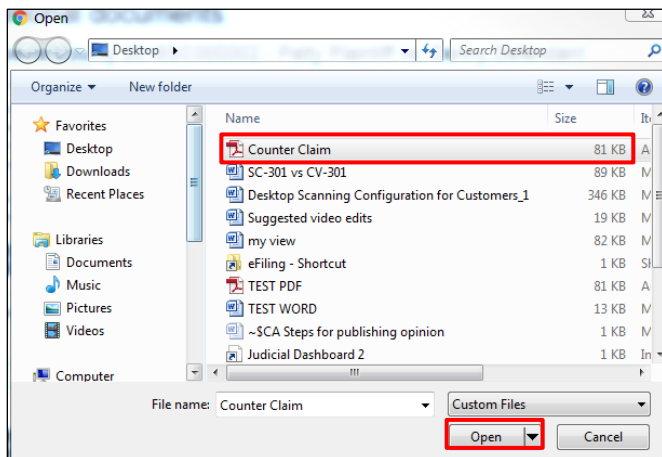 Open
Desktop
Search Desktop
Organize
New folder
Name
Size
Favorites
Desktop
Downloads
Recent Places
Libraries
Documents
Music
Pictures
Videos
Computer
Counter Claim 81 KB A
SC-301 vs CV-301 89 KB M
Desktop Scanning Configuration for Customers_1 346 KB M
Suggested video edits 19 KB M
my view 82 KB M
eFiling - Shortcut 1 KB Sh
TEST PDF 81 KB A
TEST WORD 13 KB M
~$CA Steps for publishing opinion 1 KB M
Judicial Dashboard 2 1 KB In
File name: Counter Claim
Custom Files
Open
Cancel